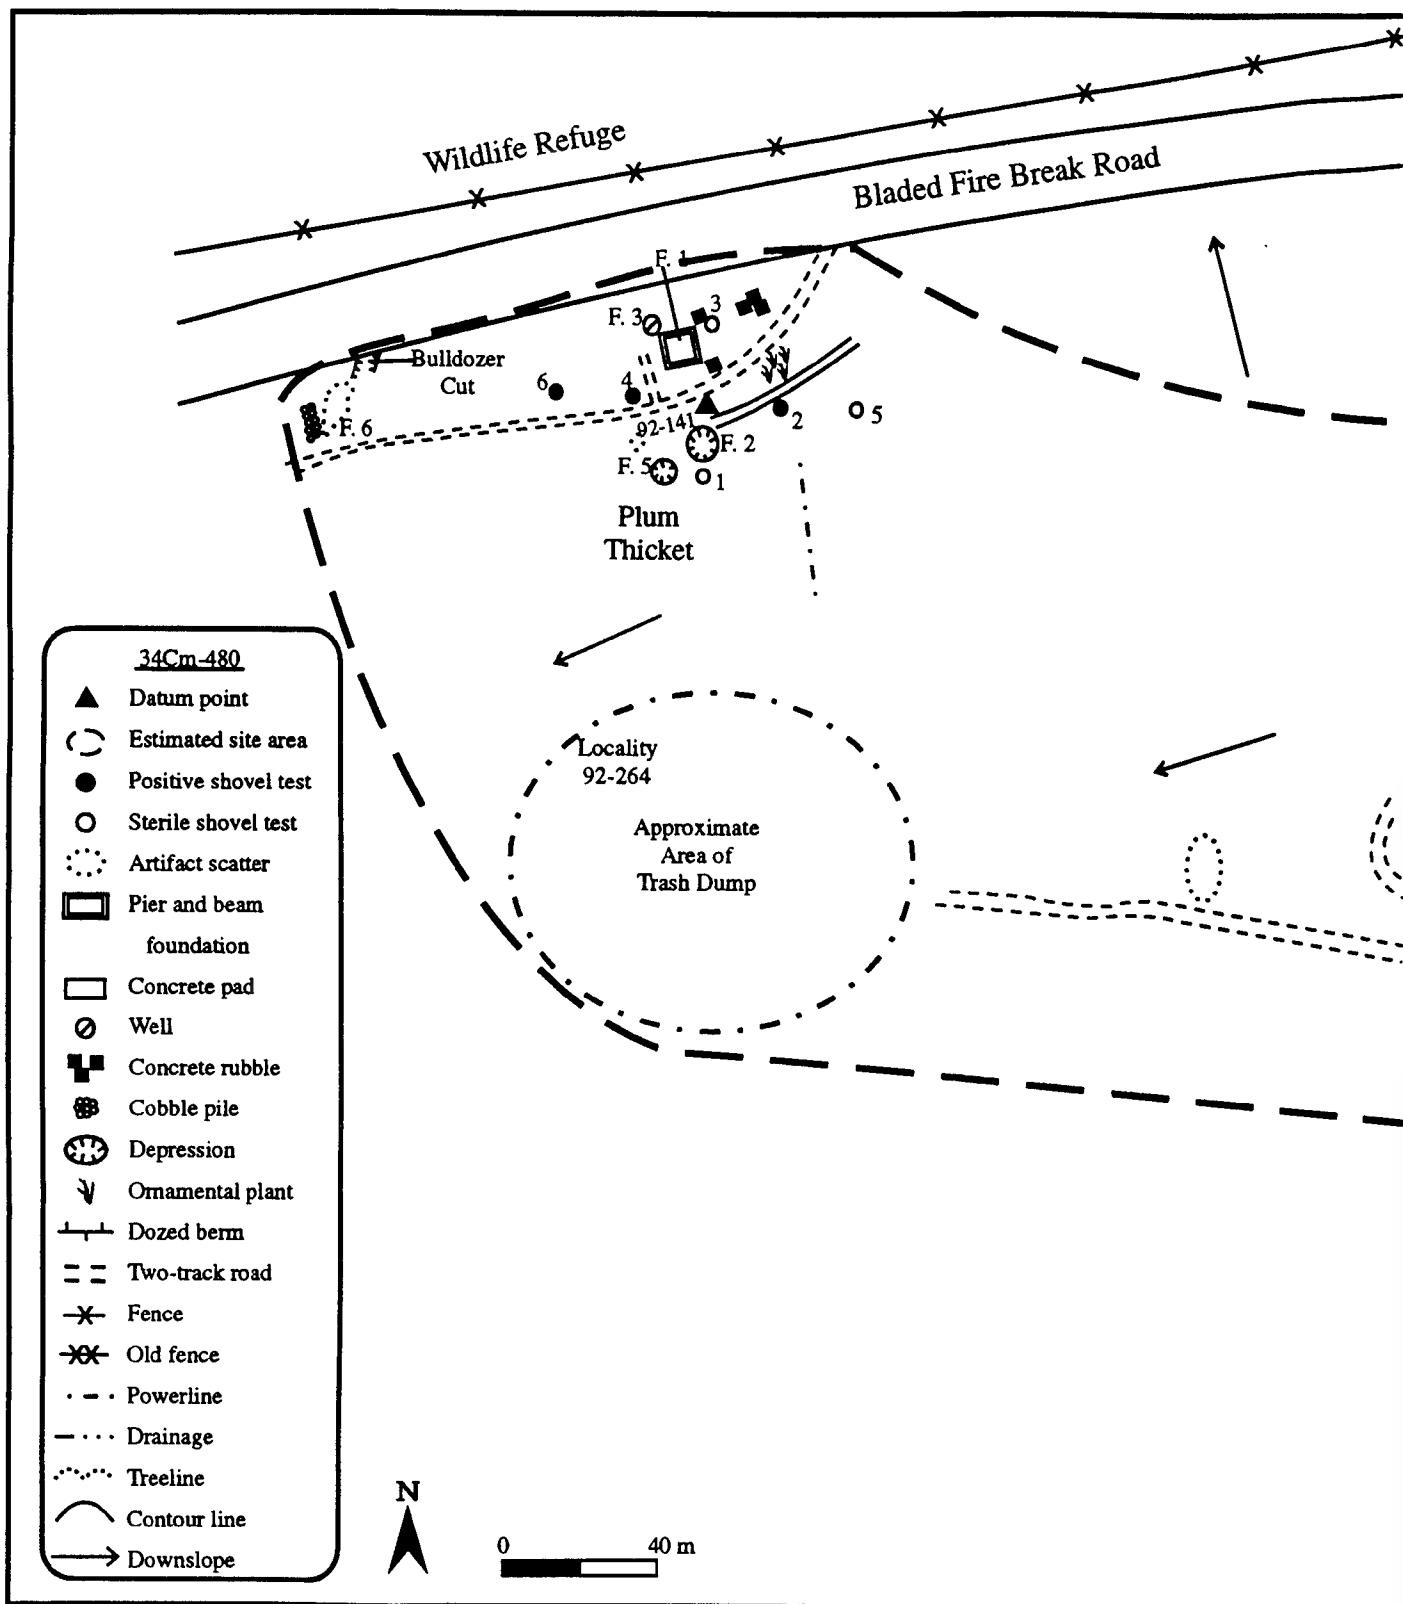 Wildlife Refuge
Bladed Fire Break Road
F. 1
F. 3
3
Bulldozer
Cut
6
4
F. 6
92-141
2
5
F. 2
F. 5
1
Plum
Thicket
Locality
92-264
Approximate
Area of
Trash Dump
34Cm-480
Datum point
Estimated site area
Positive shovel test
Sterile shovel test
Artifact scatter
Pier and beam
foundation
Concrete pad
Well
Concrete rubble
Cobble pile
Depression
Ornamental plant
Dozed berm
Two-track road
Fence
Old fence
Powerline
Drainage
Treeline
Contour line
Downslope
N
0 40 m